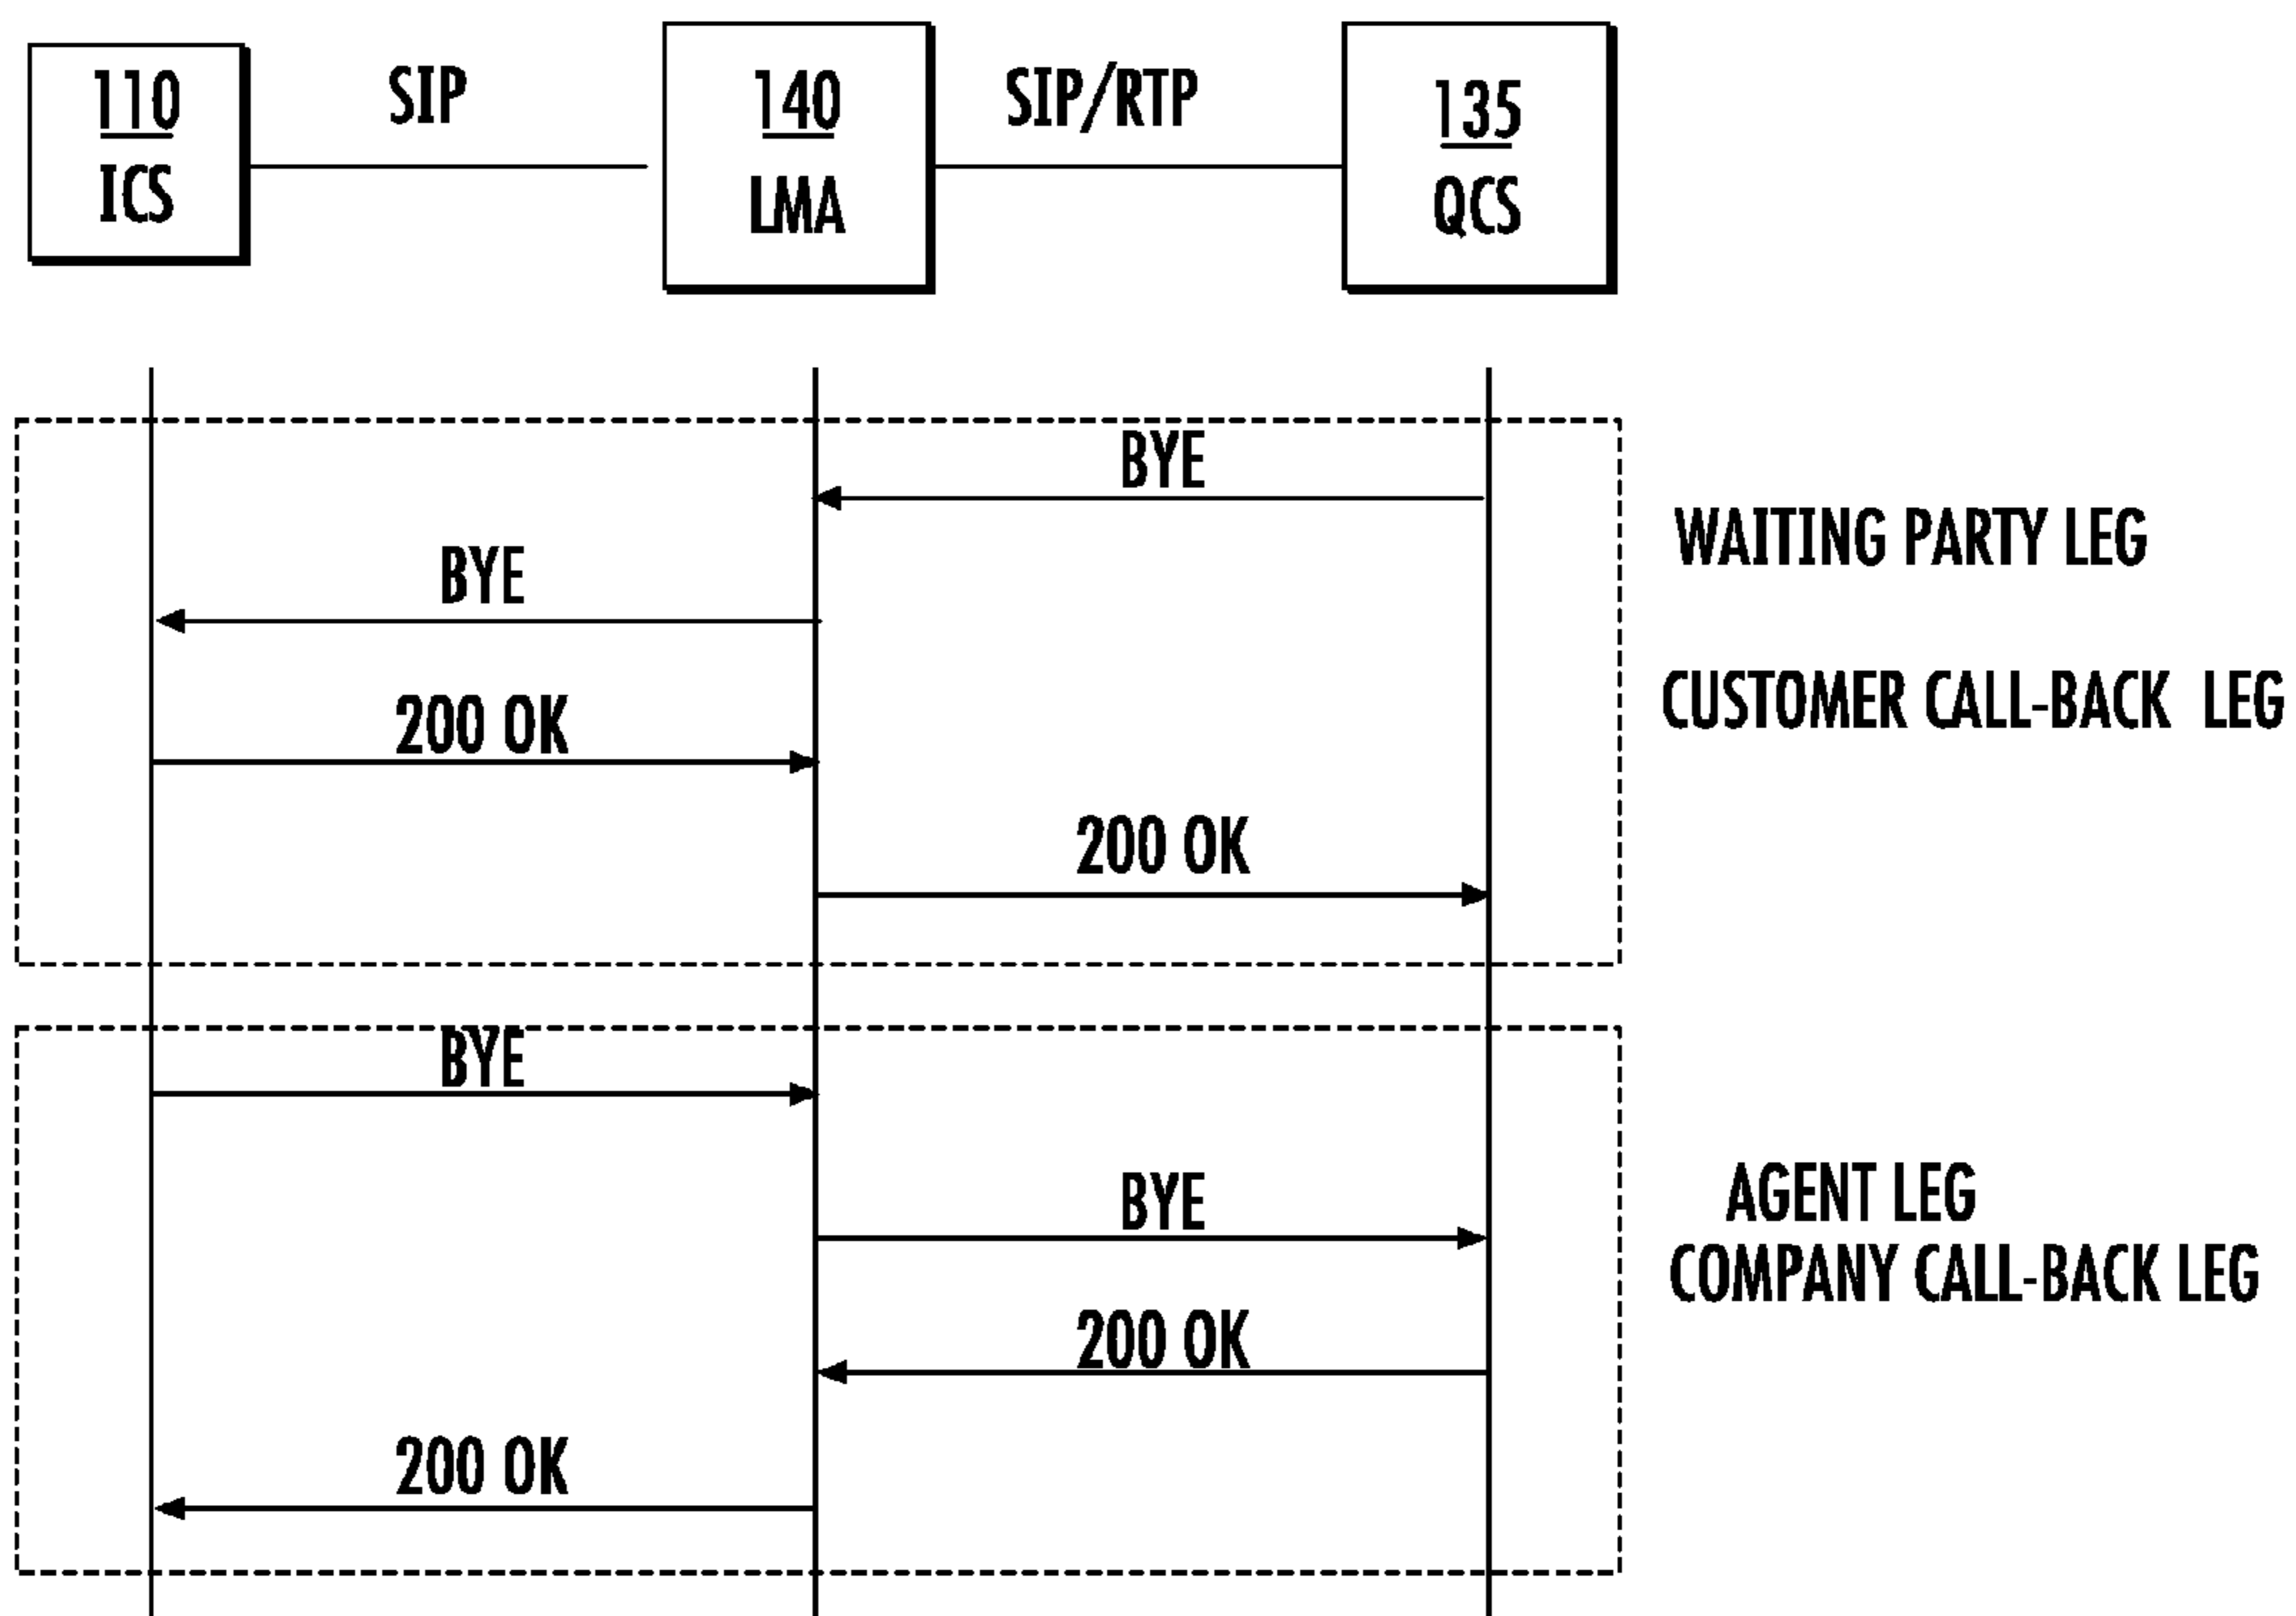 110
ICS
SIP
140
LMA
SIP/RTP
135
QCS
BYE
WAITING PARTY LEG
BYE
CUSTOMER CALL-BACK LEG
200 OK
200 OK
BYE
BYE
AGENT LEG
COMPANY CALL-BACK LEG
200 OK
200 OK